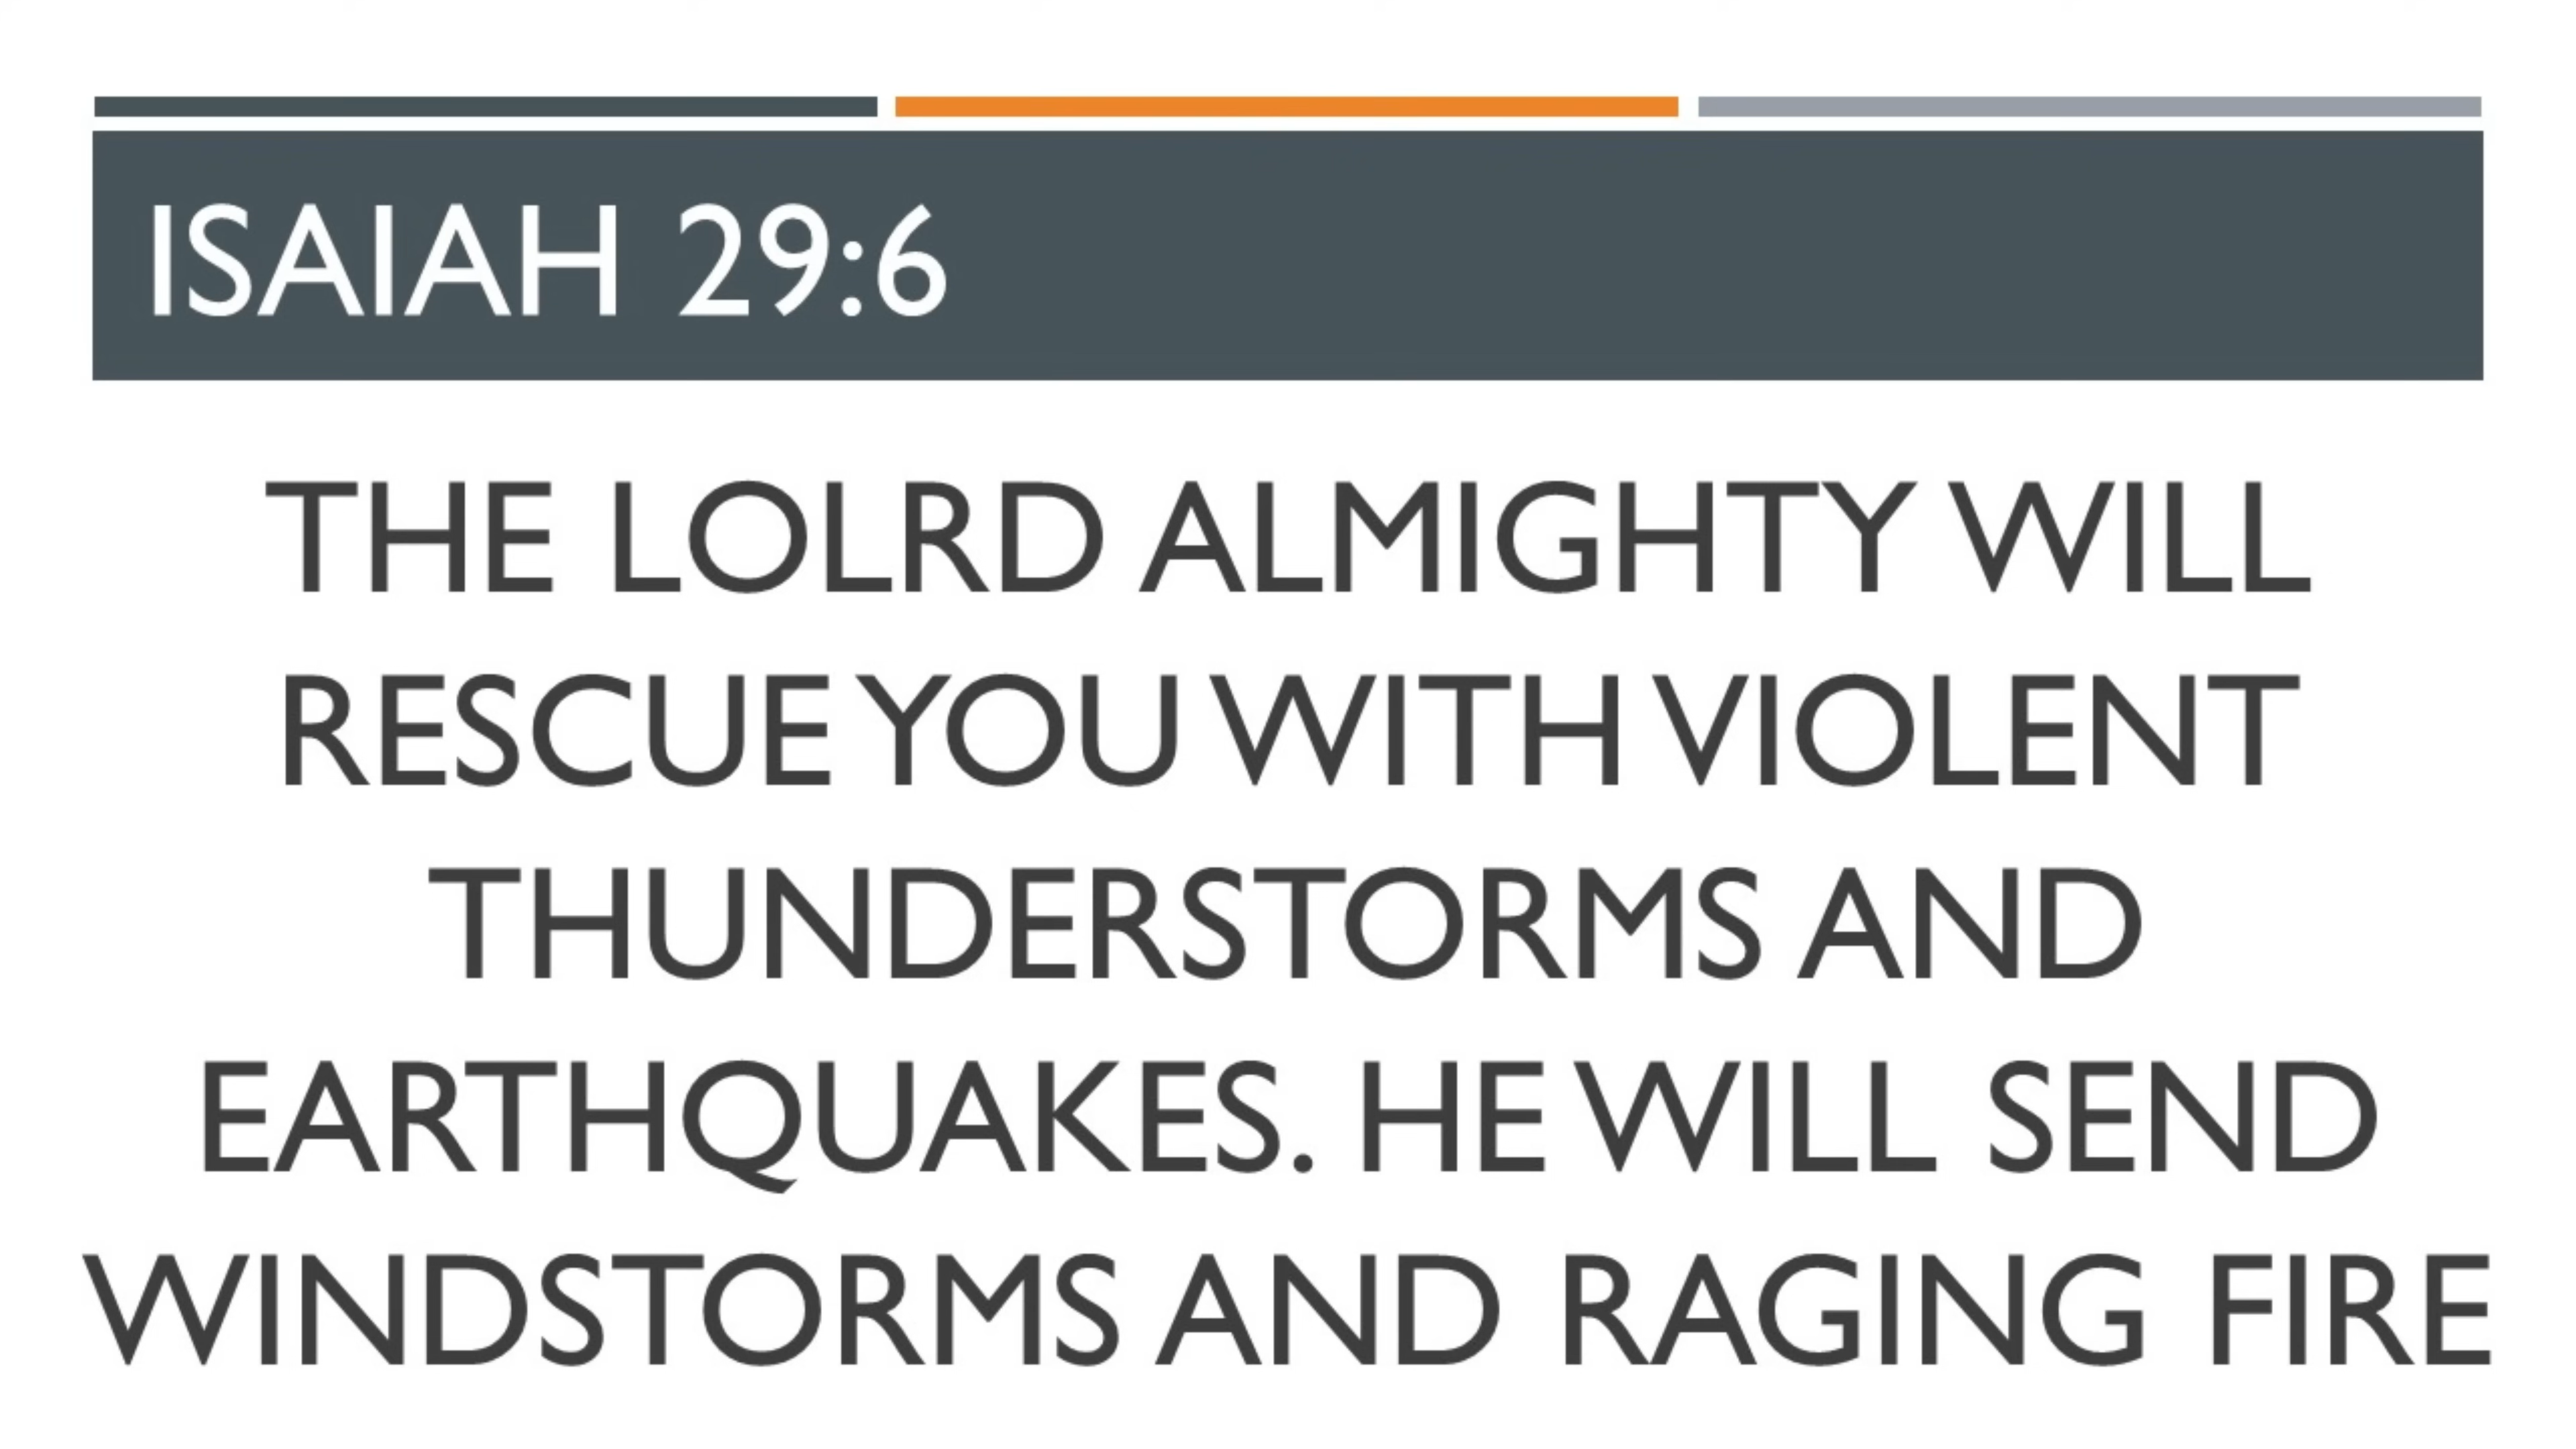 ISAIAH 29:6
THE LOLRD ALMIGHTY WILL
RESCUE YOU WITH VIOLENT
THUNDERSTORMS AND
EARTHQUAKES. HE WILL SEND
WINDSTORMS AND RAGING FIRE